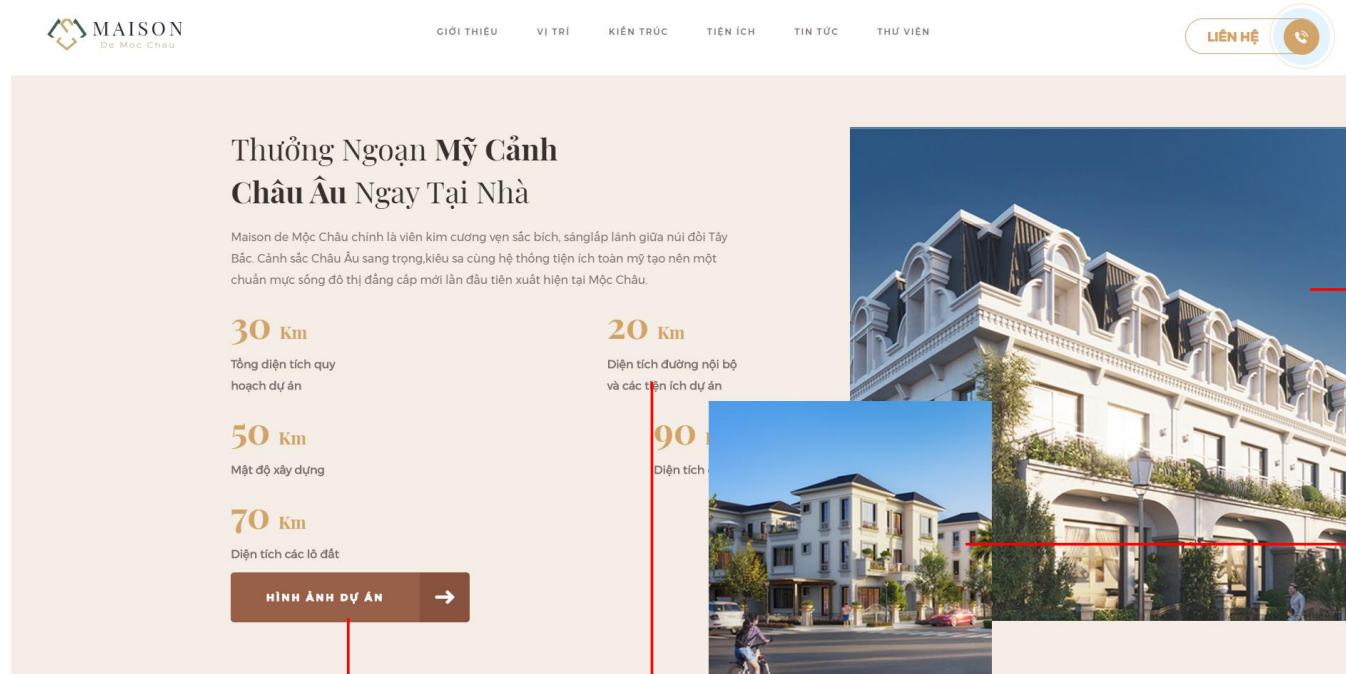 MAISON
De Moc Chau
GIỚI THIỆU
VỊ TRÍ
KIẾN TRÚC
TIỆN ÍCH
TIN TỨC
THƯ VIỆN
LIÊN HỆ
Thưởng Ngoạn Mỹ Cảnh
Châu Âu Ngay Tại Nhà
Maison de Mộc Châu chính là viên kim cương vẹn sắc bích, sánglấp lánh giữa núi đồi Tây
Bắc. Cảnh sắc Châu Âu sang trọng,kiêu sa cùng hệ thống tiện ích toàn mỹ tạo nên một
chuẩn mực sống đô thị đẳng cấp mới lần đầu tiên xuất hiện tại Mộc Châu.
30 Km
Tổng diện tích quy
hoạch dự án
20 Km
Diện tích đường nội bộ
và các tiện ích dự án
50 Km
Mật độ xây dựng
90
Diện tích
70 Km
Diện tích các lô đất
HÌNH ẢNH DỰ ÁN